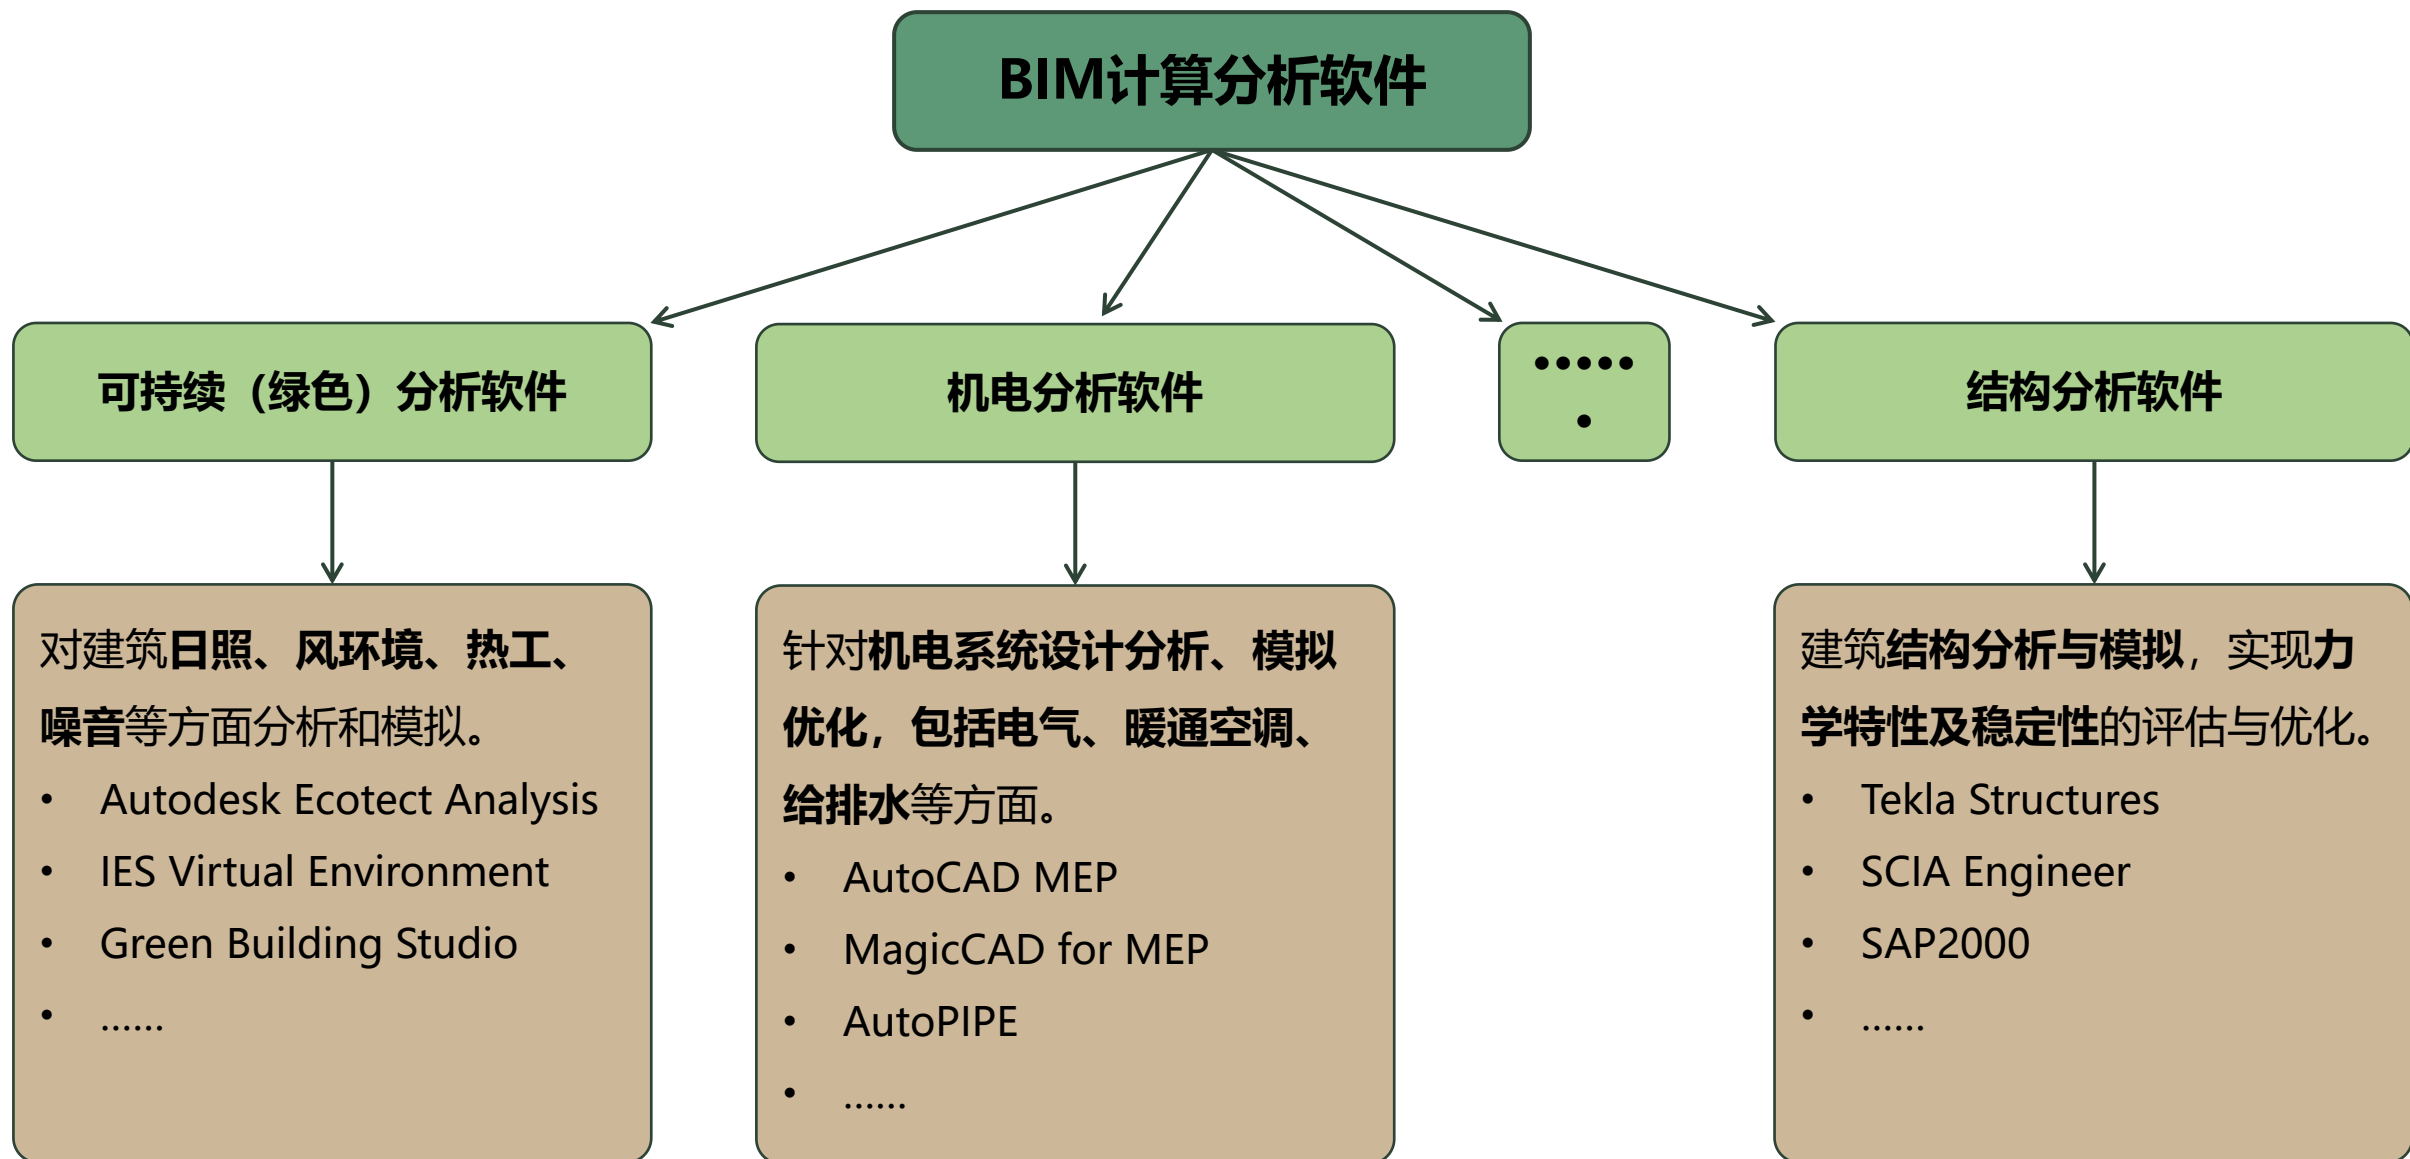 BIM计算分析软件
可持续（绿色）分析软件
机电分析软件
•••••
•
结构分析软件
对建筑日照、风环境、热工、
噪音等方面分析和模拟。
• Autodesk Ecotect Analysis
• IES Virtual Environment
• Green Building Studio
• ......
针对机电系统设计分析、模拟
优化，包括电气、暖通空调、
给排水等方面。
• AutoCAD MEP
• MagicCAD for MEP
• AutoPIPE
• ......
建筑结构分析与模拟，实现力
学特性及稳定性的评估与优化。
• Tekla Structures
• SCIA Engineer
• SAP2000
• ......